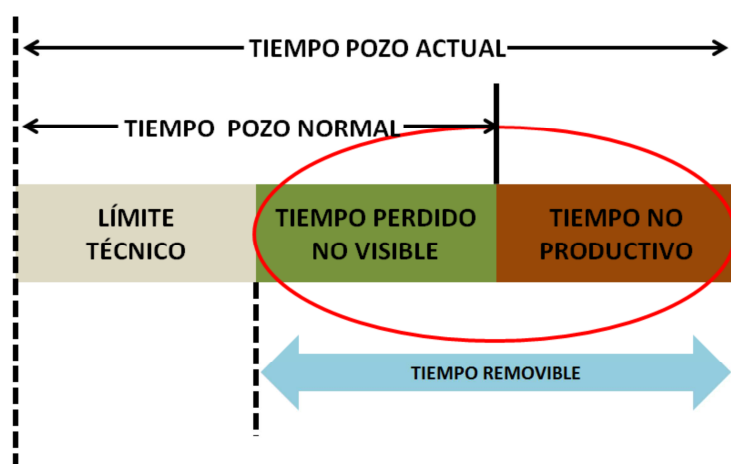 TIEMPO POZO ACTUAL
TIEMPO POZO NORMAL
LÍMITE
TÉCNICO
TIEMPO PERDIDO
NO VISIBLE
TIEMPO NO
PRODUCTIVO
TIEMPO REMOVIBLE